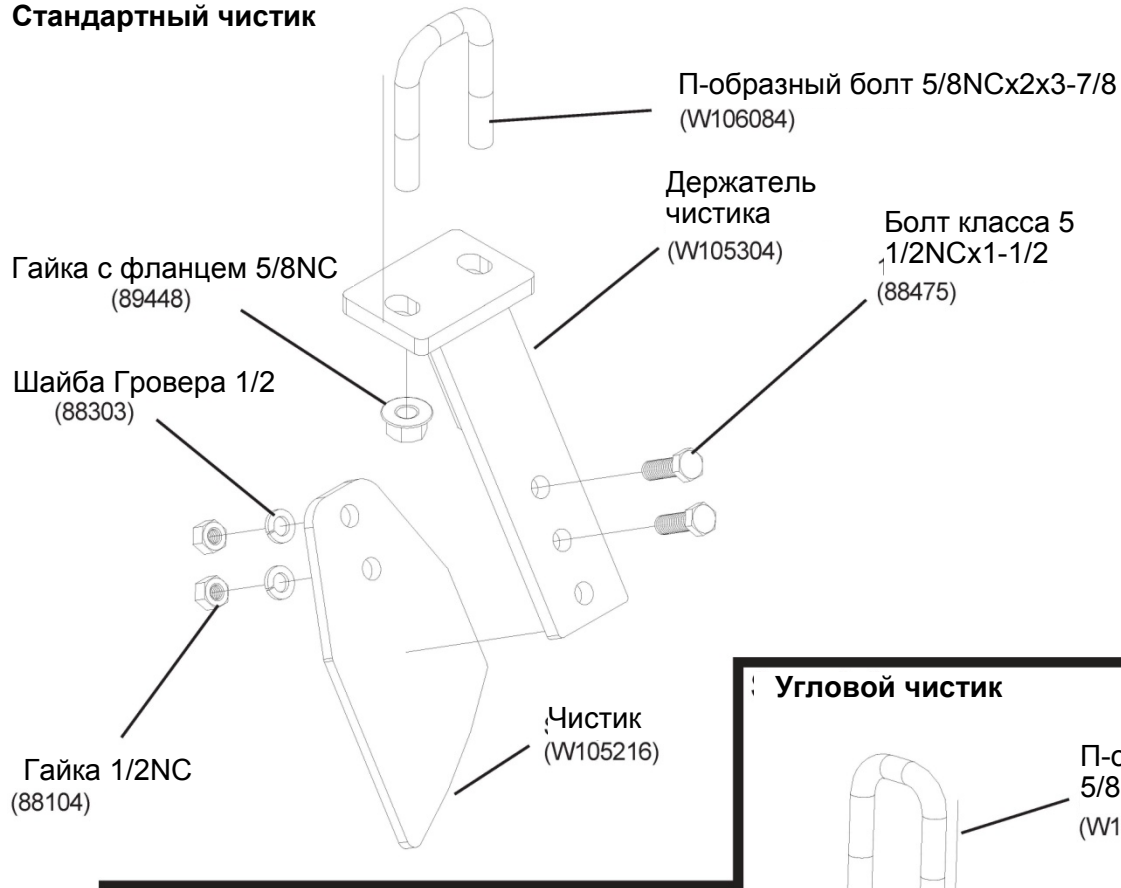 Стандартный чистик
П-образный болт 5/8NCx2x3-7/8
(W106084)
Держатель
чистика
(W105304)
Болт класса 5
1/2NCx1-1/2
(88475)
Гайка с фланцем 5/8NC
(89448)
Шайба Гровера 1/2
(88303)
Чистик
(W105216)
Гайка 1/2NC
(88104)
Угловой чистик
5/8